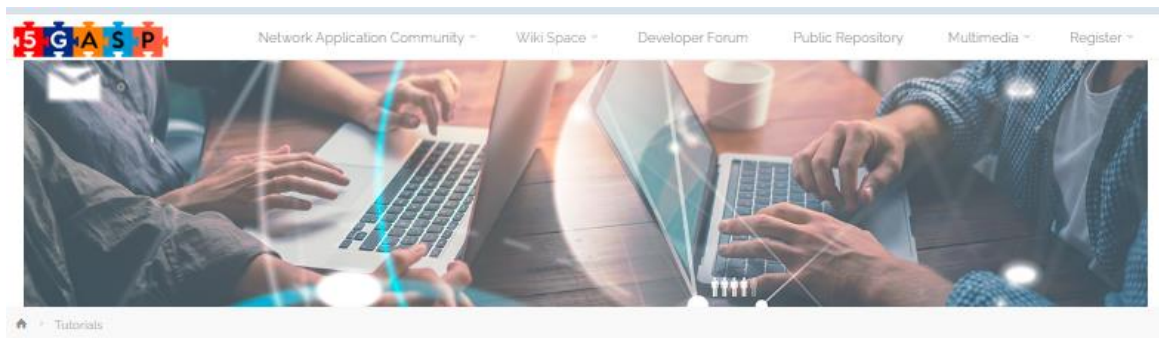 5GASP
Network Application Community Wiki Space Developer Forum Public Repository Multimedia Register
Tutorials